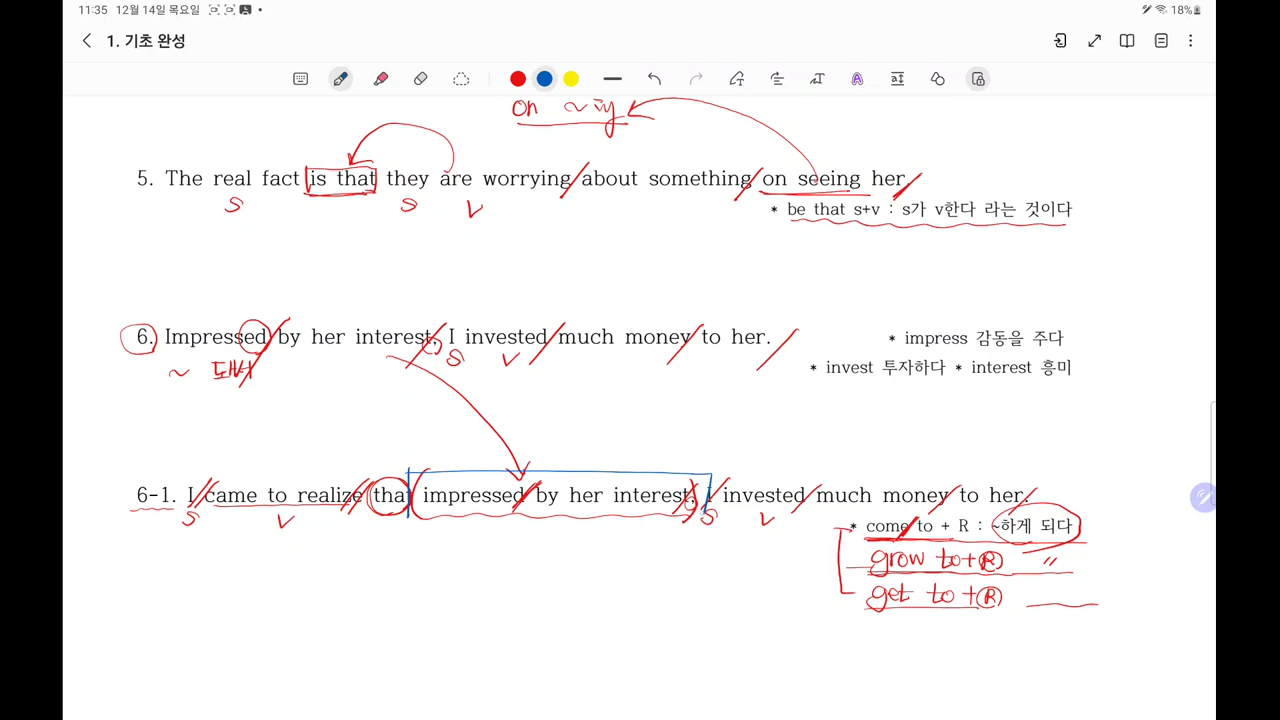 11:35 12월 14일 목요일 18%
1. 기초 완성
on ~ing
5. The real fact is that they are worrying about something on seeing her
S S V
* be that s+v : s가 v한다 라는 것이다
6. Impressed by her interest, I invested much money to her.
* impress 감동을 주다
~ 되서 S V
* invest 투자하다 * interest 흥미
6-1. I came to realize that impressed by her interest, I invested much money to her.
S V S V
* come to + R : ~하게 되다
grow to + R 〃
get to + R